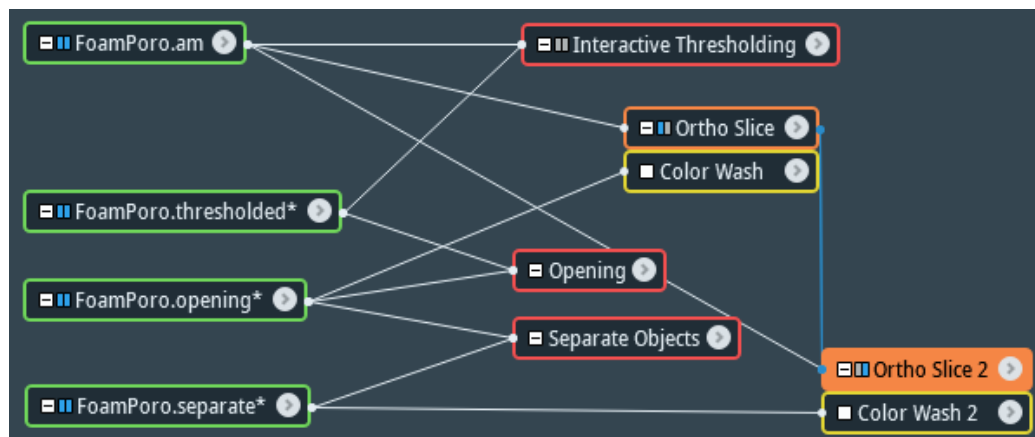 FoamPoro.am
Interactive Thresholding
Ortho Slice
Color Wash
FoamPoro.thresholded*
Opening
FoamPoro.opening*
Separate Objects
Ortho Slice 2
FoamPoro.separate*
Color Wash 2